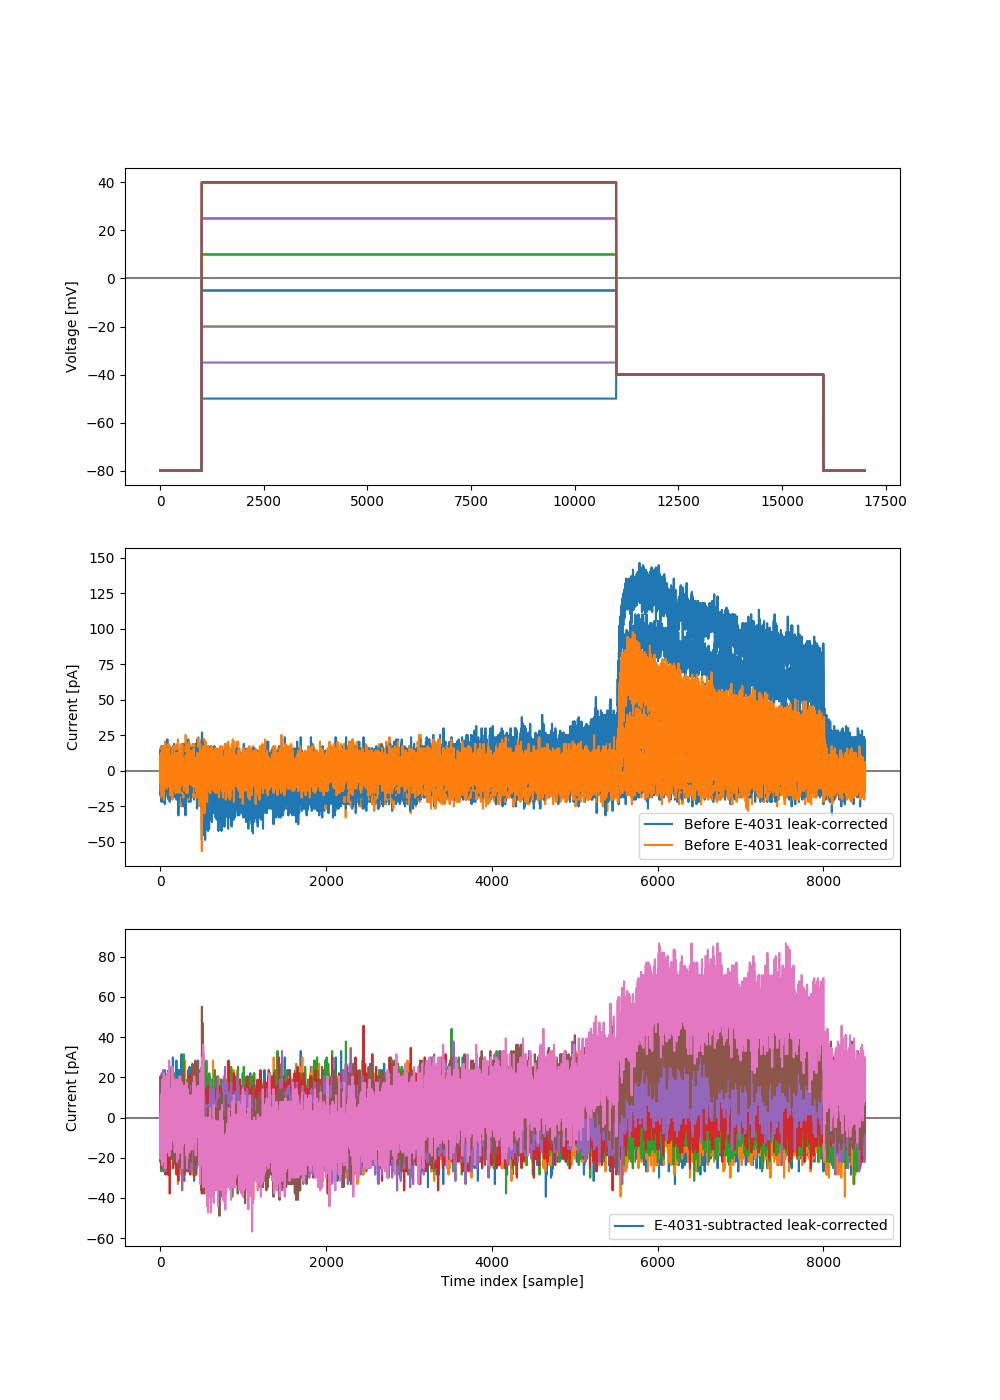 40
20
0
−20
−40
−60
−80
Voltage [mV]
0 2500 5000 7500 10000 12500 15000 17500
150
125
100
75
50
25
0
−25
−50
Current [pA]
Before E-4031 leak-corrected
Before E-4031 leak-corrected
0 2000 4000 6000 8000
80
60
40
20
0
−20
−40
−60
Current [pA]
E-4031-subtracted leak-corrected
0 2000 4000 6000 8000
Time index [sample]